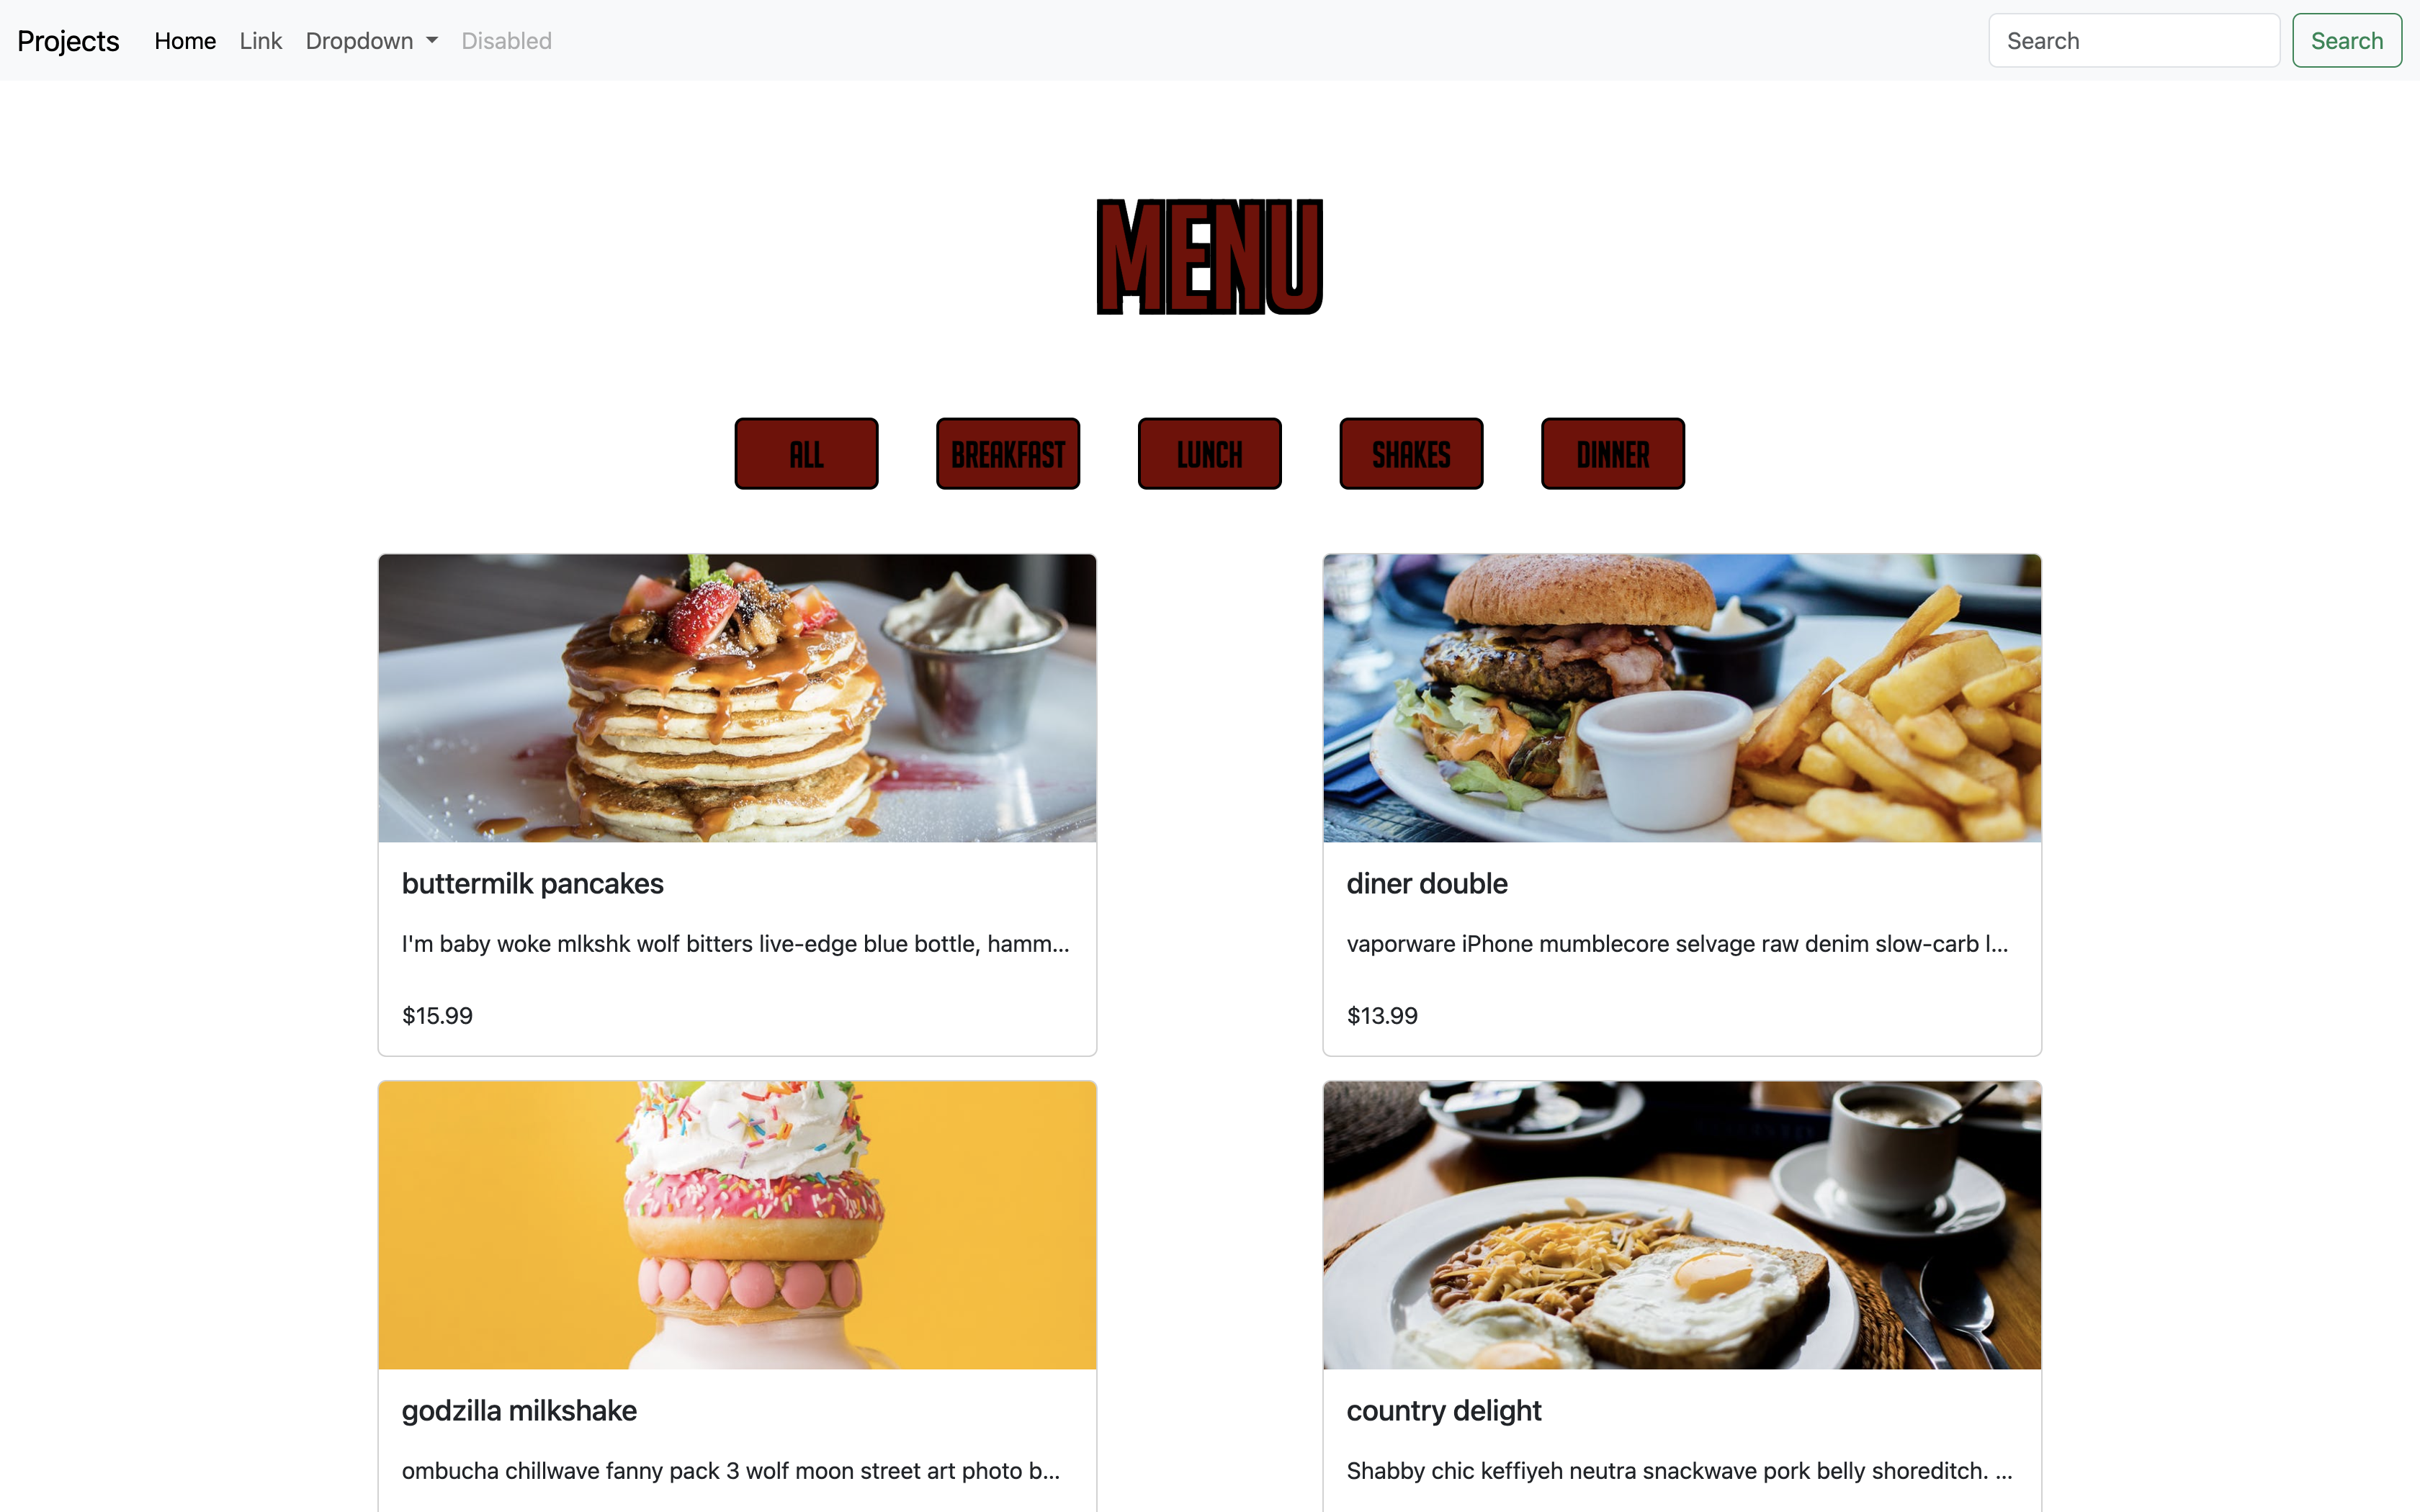 Projects Home Link Dropdown Disabled Search Search
MENU
ALL BREAKFAST LUNCH SHAKES DINNER
buttermilk pancakes
I'm baby woke mlkshk wolf bitters live-edge blue bottle, hamm...
$15.99
diner double
vaporware iPhone mumblecore selvage raw denim slow-carb l...
$13.99
godzilla milkshake
ombucha chillwave fanny pack 3 wolf moon street art photo b...
country delight
Shabby chic keffiyeh neutra snackwave pork belly shoreditch. ...